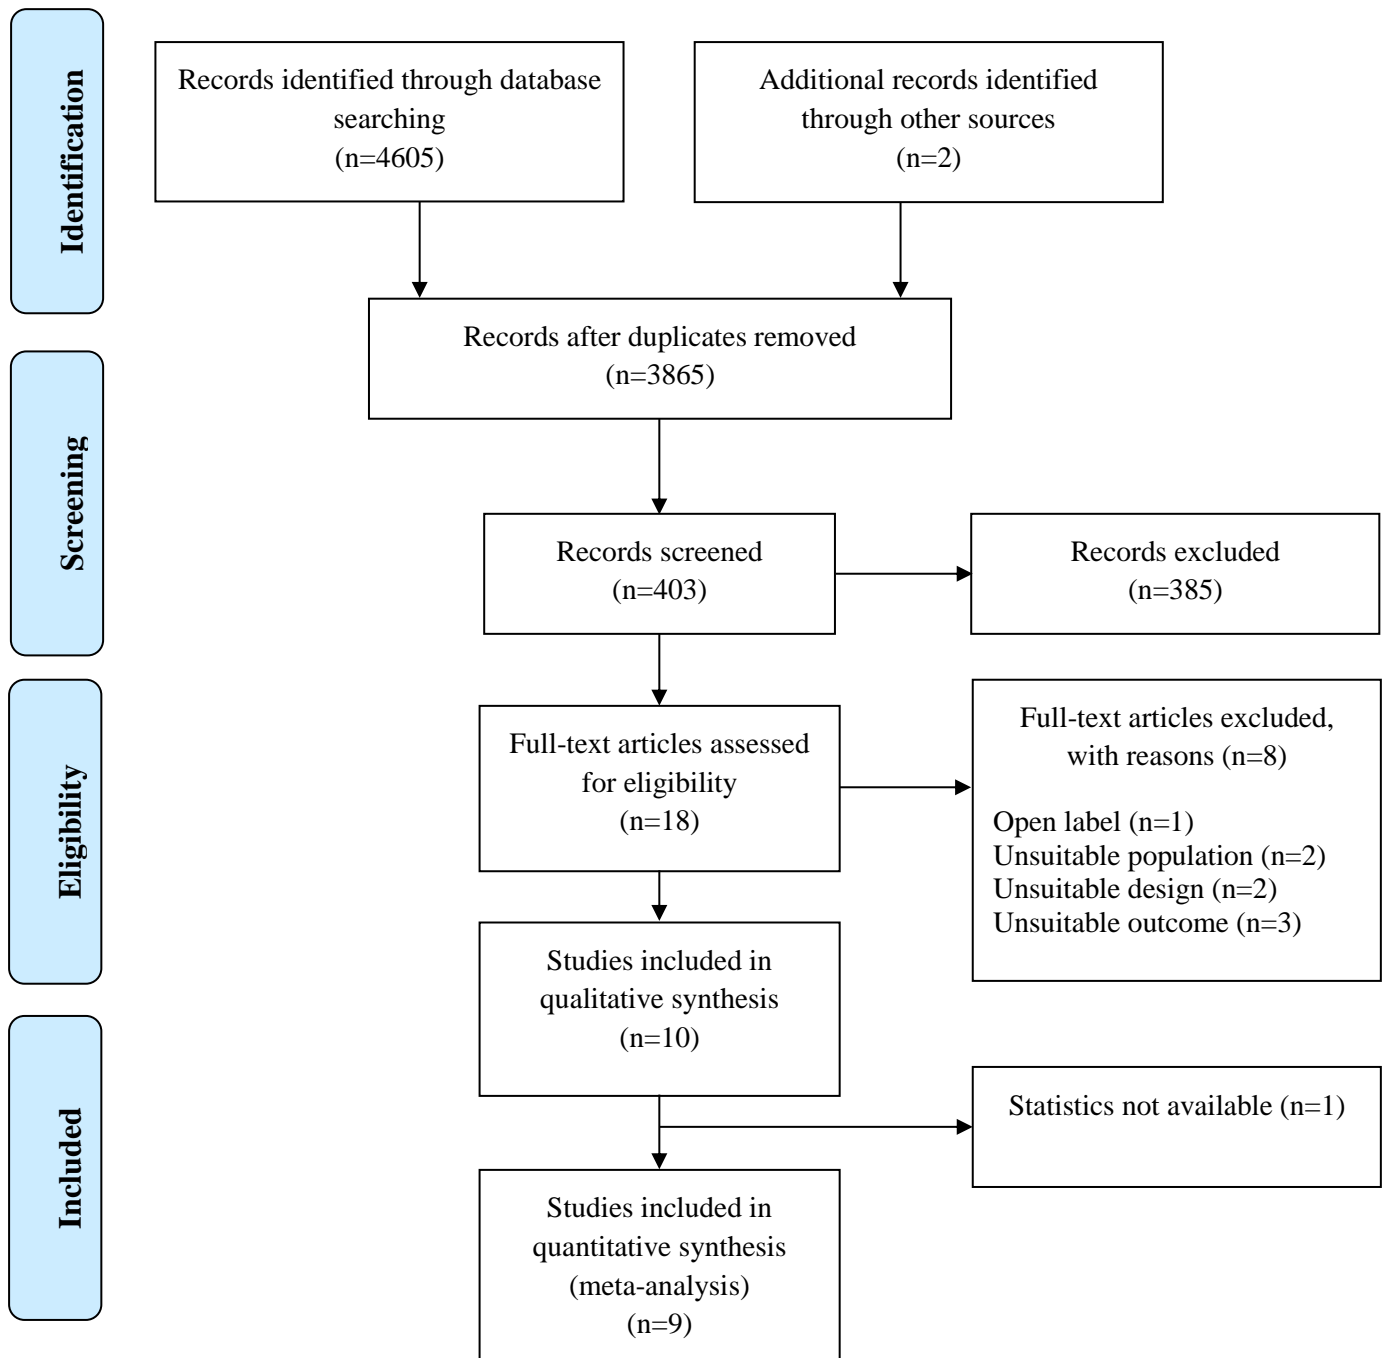 Identification
Records identified through database
searching
(n=4605)
Additional records identified
through other sources
(n=2)
Records after duplicates removed
(n=3865)
Screening
Records screened
(n=403)
Records excluded
(n=385)
Eligibility
Full-text articles assessed
for eligibility
(n=18)
Full-text articles excluded,
with reasons (n=8)
Open label (n=1)
Unsuitable population (n=2)
Unsuitable design (n=2)
Unsuitable outcome (n=3)
Studies included in
qualitative synthesis
(n=10)
Included
Statistics not available (n=1)
Studies included in
quantitative synthesis
(meta-analysis)
(n=9)